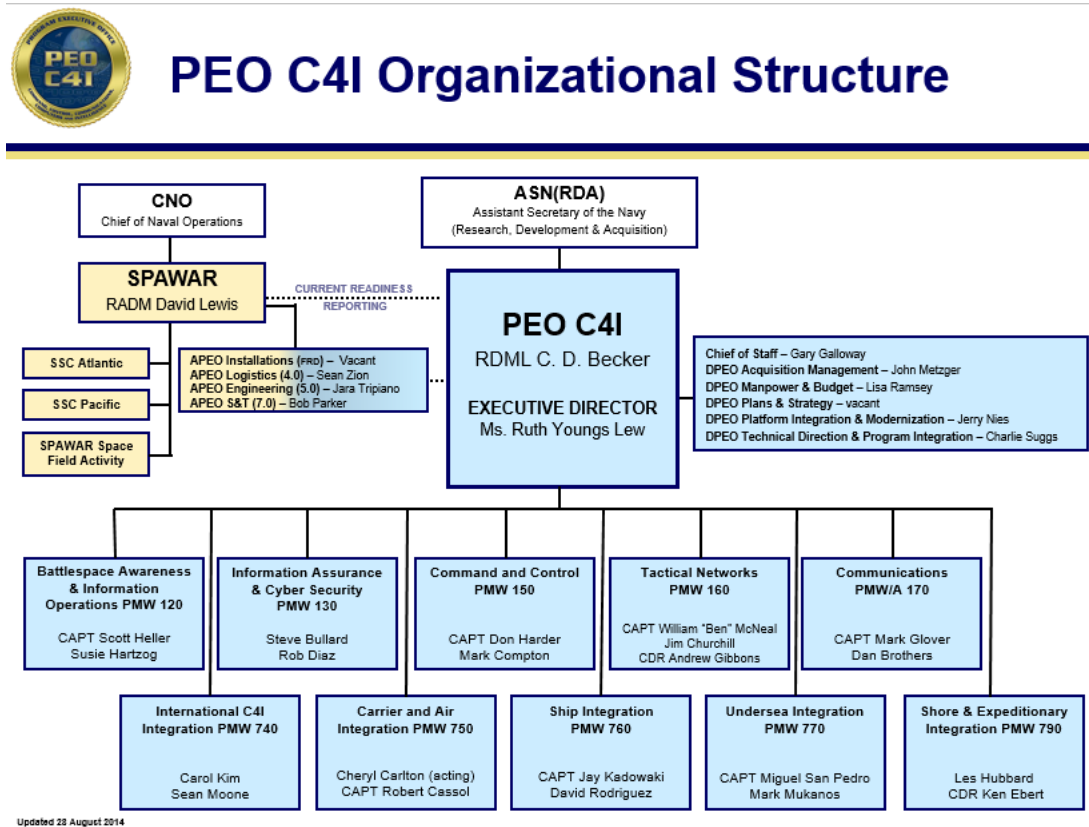 PROGRAM EXECUTIVE OFFICE
PEO
C4I
PEO C4I Organizational Structure
CNO
Chief of Naval Operations
ASN(RDA)
Assistant Secretary of the Navy
(Research, Development & Acquisition)
SPAWAR
RADM David Lewis
CURRENT READINESS
REPORTING
SSC Atlantic
SSC Pacific
SPAWAR Space
Field Activity
APEO Installations (FRD) – Vacant
APEO Logistics (4.0) – Sean Zion
APEO Engineering (5.0) – Jara Tripiano
APEO S&T (7.0) – Bob Parker
PEO C4I
RDML C. D. Becker
EXECUTIVE DIRECTOR
Ms. Ruth Youngs Lew
Chief of Staff – Gary Galloway
DPEO Acquisition Management – John Metzger
DPEO Manpower & Budget – Lisa Ramsey
DPEO Plans & Strategy – vacant
DPEO Platform Integration & Modernization – Jerry Nies
DPEO Technical Direction & Program Integration – Charlie Suggs
Battlespace Awareness
& Information
Operations PMW 120
CAPT Scott Heller
Susie Hartzog
Information Assurance
& Cyber Security
PMW 130
Steve Bullard
Rob Diaz
Command and Control
PMW 150
CAPT Don Harder
Mark Compton
Tactical Networks
PMW 160
CAPT William "Ben" McNeal
Jim Churchill
CDR Andrew Gibbons
Communications
PMW/A 170
CAPT Mark Glover
Dan Brothers
International C4I
Integration PMW 740
Carol Kim
Sean Moone
Carrier and Air
Integration PMW 750
Cheryl Carlton (acting)
CAPT Robert Cassol
Ship Integration
PMW 760
CAPT Jay Kadowaki
David Rodriguez
Undersea Integration
PMW 770
CAPT Miguel San Pedro
Mark Mukanos
Shore & Expeditionary
Integration PMW 790
Les Hubbard
CDR Ken Ebert
Updated 28 August 2014